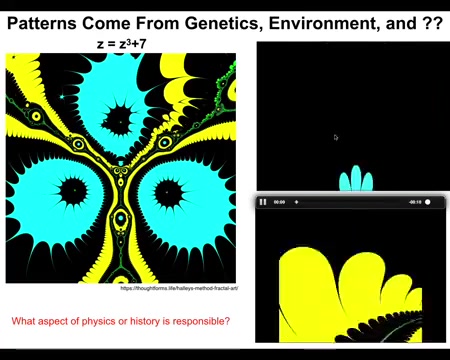 Patterns Come From Genetics, Environment, and ??
z = z³+7
00:00
-00:10
https://thoughtforms.life/halleys-method-fractal-art/
What aspect of physics or history is responsible?